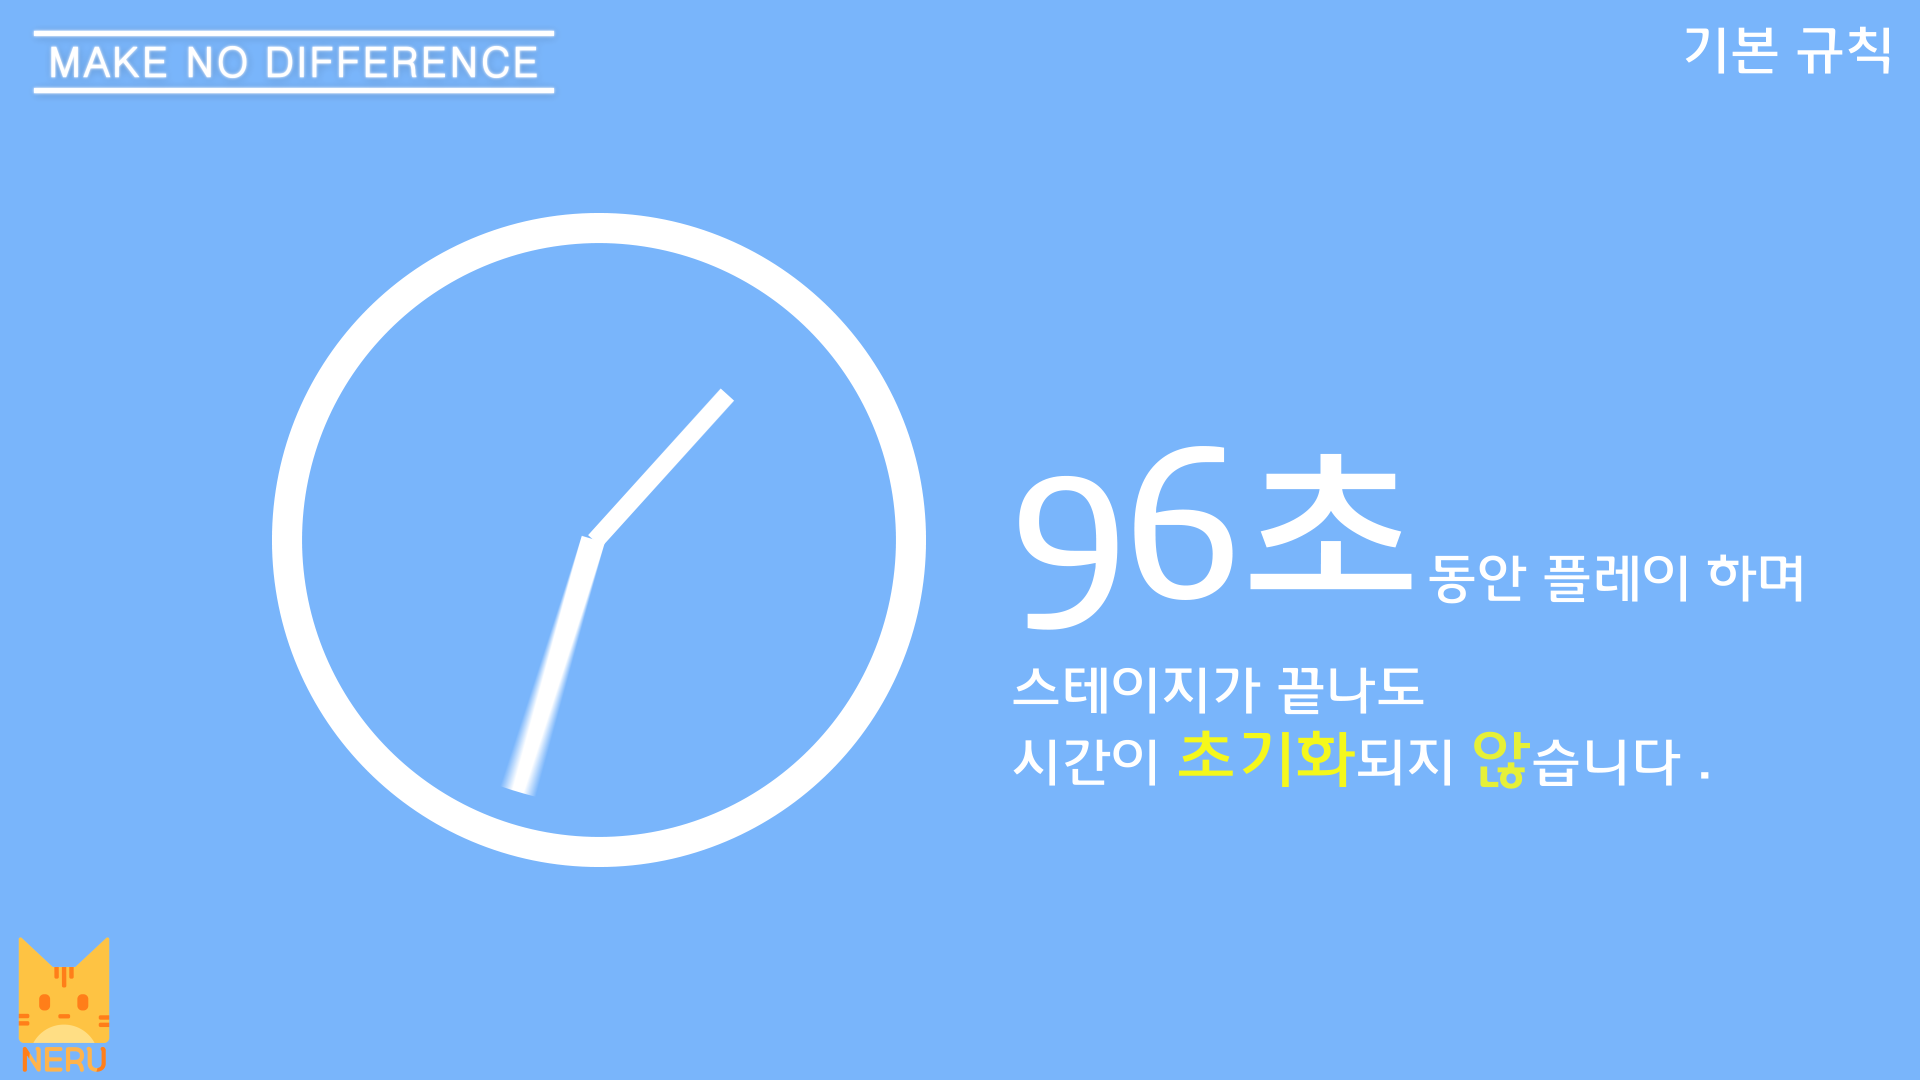 MAKE NO DIFFERENCE
기본 규칙
96초 동안 플레이 하며
스테이지가 끝나도
시간이 초기화되지 않습니다 .
NERU